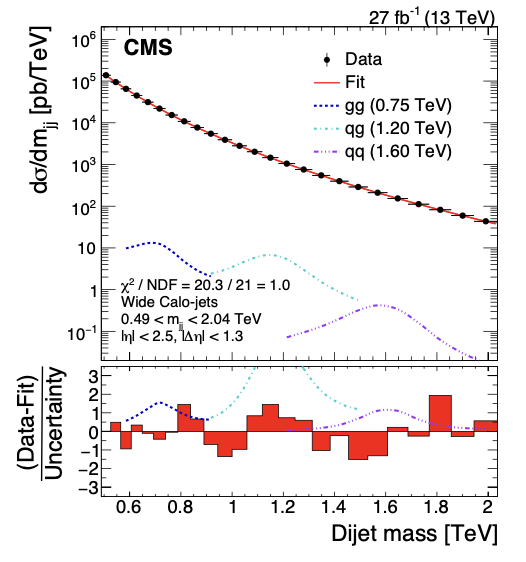 27 fb⁻¹ (13 TeV)
CMS
Data
Fit
gg (0.75 TeV)
qg (1.20 TeV)
qq (1.60 TeV)
dσ/dm_jj [pb/TeV]
10⁶
10⁵
10⁴
10³
10²
10
1
10⁻¹
χ² / NDF = 20.3 / 21 = 1.0
Wide Calo-jets
0.49 < m_jj < 2.04 TeV
|η| < 2.5, |Δη| < 1.3
(Data-Fit)
Uncertainty
3
2
1
0
−1
−2
−3
0.6 0.8 1 1.2 1.4 1.6 1.8 2
Dijet mass [TeV]